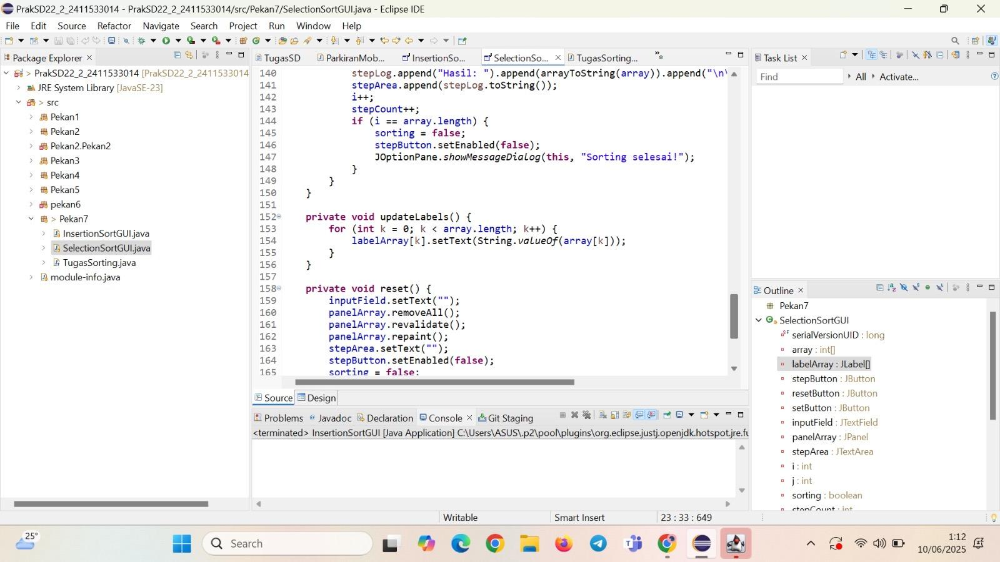 PrakSD22_2_2411533014 - PrakSD22_2_2411533014/src/Pekan7/SelectionSortGUI.java - Eclipse IDE
File Edit Source Refactor Navigate Search Project Run Window Help
Package Explorer
> PrakSD22_2_2411533014 [PrakSD22_2_2411533014
JRE System Library [JavaSE-23]
> src
Pekan1
Pekan2
Pekan2.Pekan2
Pekan3
Pekan4
Pekan5
pekan6
> Pekan7
InsertionSortGUI.java
SelectionSortGUI.java
TugasSorting.java
module-info.java
TugasSD ParkiranMob... InsertionSo... SelectionSo... TugasSorting...
140 stepLog.append("Hasil: ").append(arrayToString(array)).append("\n\
141 stepArea.append(stepLog.toString());
142 i++;
143 stepCount++;
144 if (i == array.length) {
145 sorting = false;
146 stepButton.setEnabled(false);
147 JOptionPane.showMessageDialog(this, "Sorting selesai!");
148 }
149 }
150 }
151
152 private void updateLabels() {
153 for (int k = 0; k < array.length; k++) {
154 labelArray[k].setText(String.valueOf(array[k]));
155 }
156 }
157
158 private void reset() {
159 inputField.setText("");
160 panelArray.removeAll();
161 panelArray.revalidate();
162 panelArray.repaint();
163 stepArea.setText("");
164 stepButton.setEnabled(false);
165 sorting = false;
Source Design
Problems Javadoc Declaration Console Git Staging
<terminated> InsertionSortGUI [Java Application] C:\Users\ASUS\.p2\pool\plugins\org.eclipse.justj.openjdk.hotspot.jre.fu
Task List
Find All Activate...
Outline
Pekan7
SelectionSortGUI
serialVersionUID : long
array : int[]
labelArray : JLabel[]
stepButton : JButton
resetButton : JButton
setButton : JButton
inputField : JTextField
panelArray : JPanel
stepArea : JTextArea
i : int
j : int
sorting : boolean
stepCount : int
Writable Smart Insert 23 : 33 : 649
25°
Search
1:12
10/06/2025